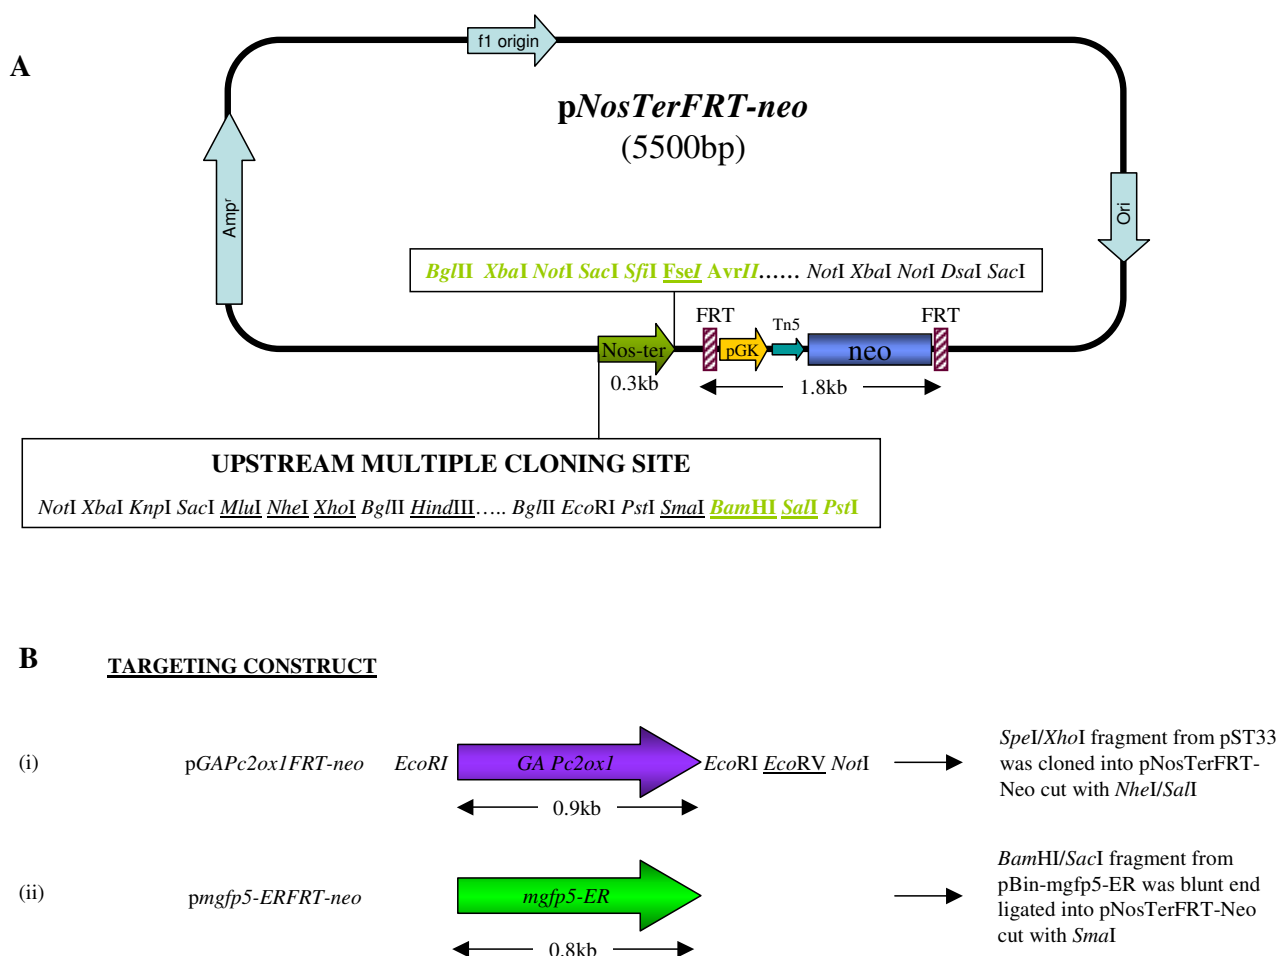 A
f1 origin
pNosTerFRT-neo
(5500bp)
Ampr
Ori
BglII XbaI NotI SacI SfiI FseI AvrII...... NotI XbaI NotI DsaI SacI
FRT
Tn5
FRT
Nos-ter
pGK
neo
0.3kb
1.8kb
UPSTREAM MULTIPLE CLONING SITE
NotI XbaI KnpI SacI MluI NheI XhoI BglII HindIII..... BglII EcoRI PstI SmaI BamHI SalI PstI
B
TARGETING CONSTRUCT
(i)
pGAPc2ox1FRT-neo
EcoRI
GA Pc2ox1
EcoRI EcoRV NotI
0.9kb
SpeI/XhoI fragment from pST33
was cloned into pNosTerFRT-
Neo cut with NheI/SalI
(ii)
pmgfp5-ERFRT-neo
mgfp5-ER
0.8kb
BamHI/SacI fragment from
pBin-mgfp5-ER was blunt end
ligated into pNosTerFRT-Neo
cut with SmaI